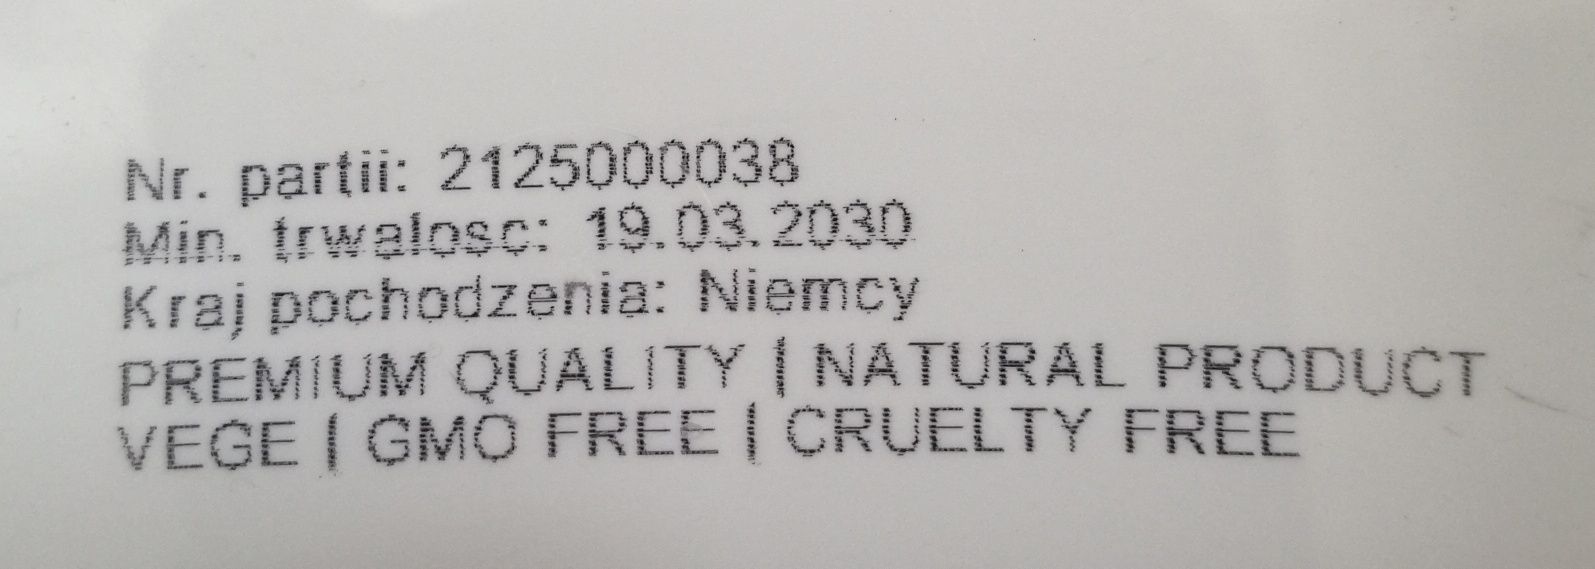 Nr. partii: 2125000038
Min. trwalosc: 19.03.2030
Kraj pochodzenia: Niemcy
PREMIUM QUALITY | NATURAL PRODUCT
VEGE | GMO FREE | CRUELTY FREE